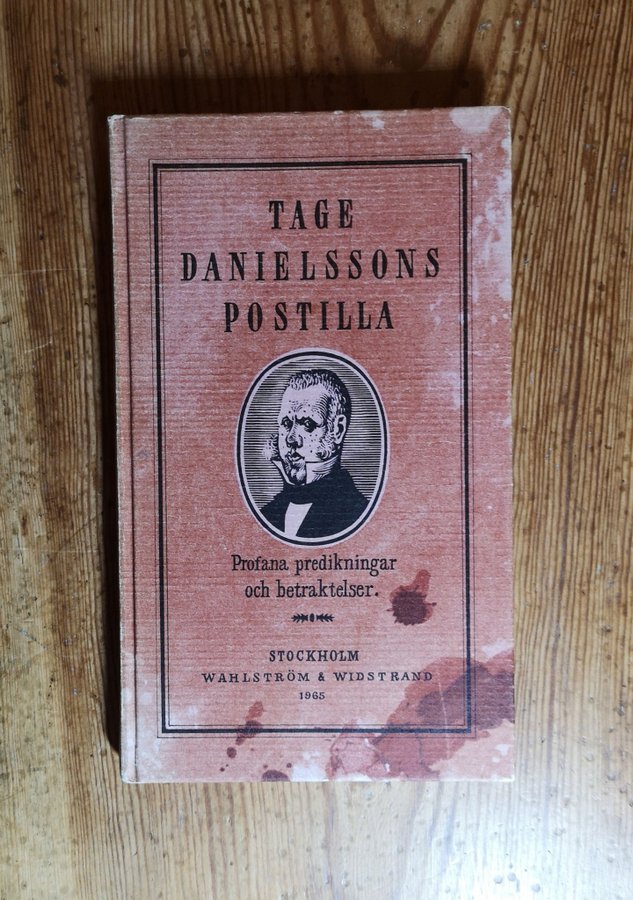 TAGE
DANIELSSONS
POSTILLA
Profana predikningar
och betraktelser.
STOCKHOLM
WAHLSTRÖM & WIDSTRAND
1965